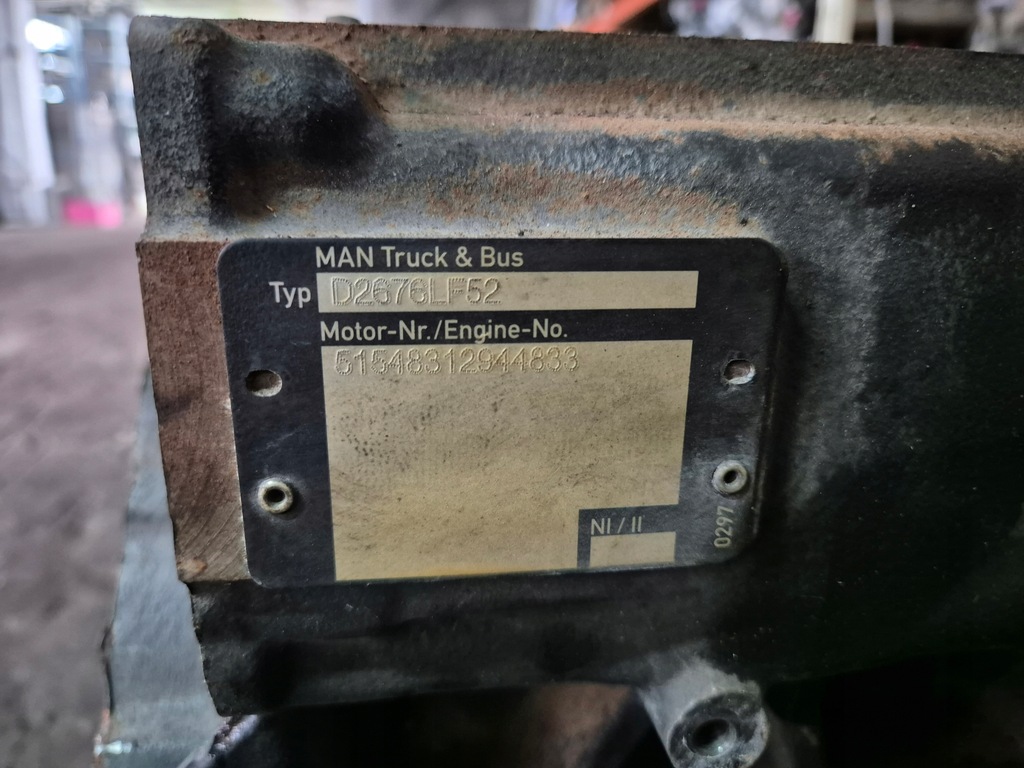 MAN Truck & Bus
Typ D2676LF52
Motor-Nr./Engine-No.
51548312944833
NI / II
0297